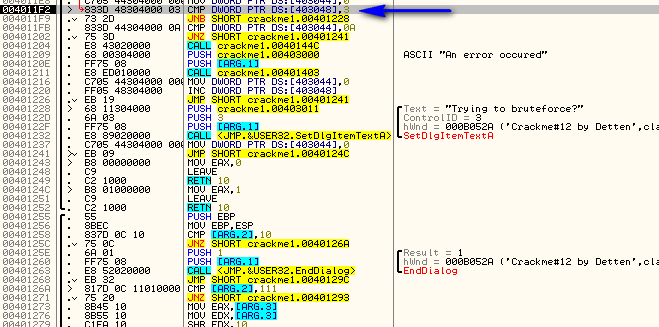 004011E8 . C705 44304000 00 MOV DWORD PTR DS:[403044],0
004011F2 > 833D 48304000 03 CMP DWORD PTR DS:[403048],3
004011F9 . 73 2D JNB SHORT crackme1.00401228
004011FB . 833D 44304000 0A CMP DWORD PTR DS:[403044],0A
00401202 . 75 3D JNZ SHORT crackme1.00401241
00401204 . E8 43020000 CALL crackme1.0040144C
00401209 . 68 00304000 PUSH crackme1.00403000 ASCII "An error occured"
0040120E . FF75 08 PUSH [ARG.1]
00401211 . E8 ED010000 CALL crackme1.00401403
00401216 . C705 44304000 00 MOV DWORD PTR DS:[403044],0
00401220 . FF05 48304000 INC DWORD PTR DS:[403048]
00401226 . EB 19 JMP SHORT crackme1.00401241
00401228 > 68 11304000 PUSH crackme1.00403011 Text = "Trying to bruteforce?"
0040122D . 6A 03 PUSH 3 ControlID = 3
0040122F . FF75 08 PUSH [ARG.1] hWnd = 000B052A ('Crackme#12 by Detten',cla
00401232 . E8 89020000 CALL <JMP.&USER32.SetDlgItemTextA> SetDlgItemTextA
00401237 . C705 44304000 00 MOV DWORD PTR DS:[403044],0
00401241 > EB 09 JMP SHORT crackme1.0040124C
00401243 > B8 00000000 MOV EAX,0
00401248 . C9 LEAVE
00401249 . C2 1000 RETN 10
0040124C > B8 01000000 MOV EAX,1
00401251 . C9 LEAVE
00401252 . C2 1000 RETN 10
00401255 . 55 PUSH EBP
00401256 . 8BEC MOV EBP,ESP
00401258 . 837D 0C 10 CMP [ARG.2],10
0040125C . 75 0C JNZ SHORT crackme1.0040126A
0040125E . 6A 01 PUSH 1 Result = 1
00401260 . FF75 08 PUSH [ARG.1] hWnd = 000B052A ('Crackme#12 by Detten',cla
00401263 . E8 52020000 CALL <JMP.&USER32.EndDialog> EndDialog
00401268 . EB 32 JMP SHORT crackme1.0040129C
0040126A > 817D 0C 11010000 CMP [ARG.2],111
00401271 . 75 20 JNZ SHORT crackme1.00401293
00401273 . 8B45 10 MOV EAX,[ARG.3]
00401276 . 8B55 10 MOV EDX,[ARG.3]
00401279 . C1EA 10 SHR EDX,10